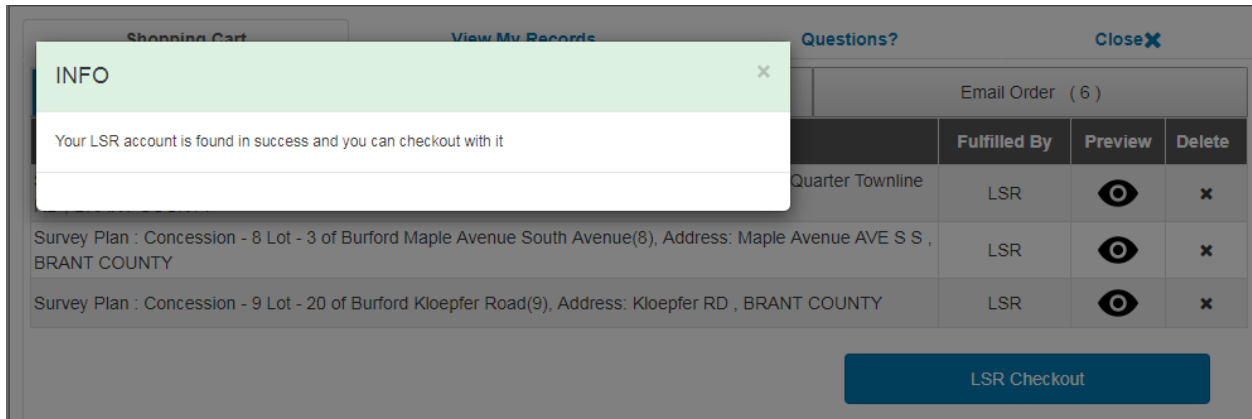 Shopping Cart
View My Records
Questions?
Close
INFO
×
Your LSR account is found in success and you can checkout with it
Email Order ( 6 )
Fulfilled By
Preview
Delete
Quarter Townline
BRANT COUNTY
LSR
Survey Plan : Concession - 8 Lot - 3 of Burford Maple Avenue South Avenue(8), Address: Maple Avenue AVE S S ,
BRANT COUNTY
LSR
Survey Plan : Concession - 9 Lot - 20 of Burford Kloepfer Road(9), Address: Kloepfer RD , BRANT COUNTY
LSR
LSR Checkout